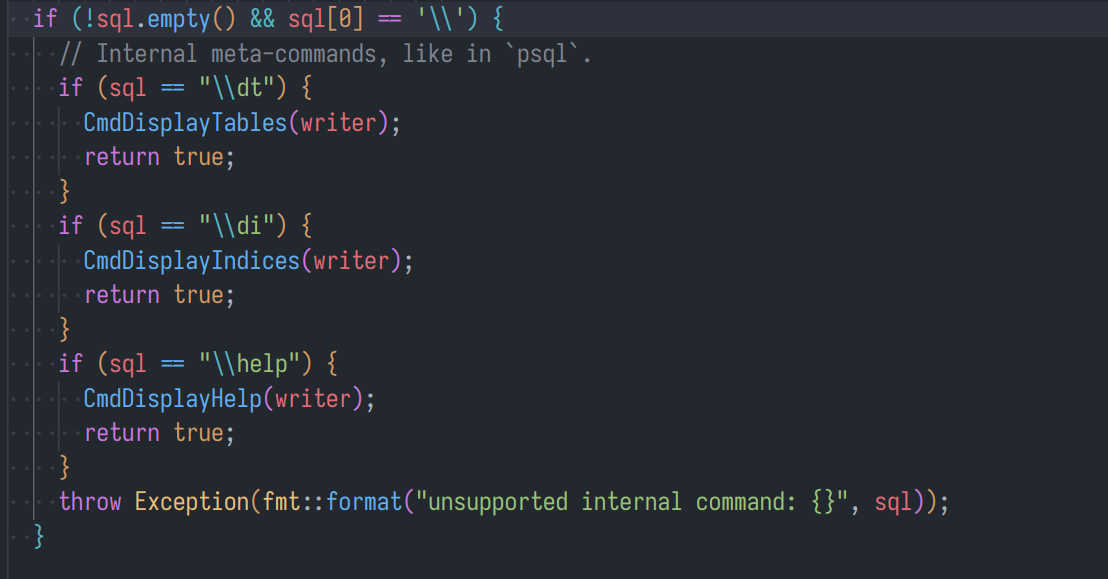 if (!sql.empty() && sql[0] == '\\') {
// Internal meta-commands, like in `psql`.
if (sql == "\\dt") {
CmdDisplayTables(writer);
return true;
}
if (sql == "\\di") {
CmdDisplayIndices(writer);
return true;
}
if (sql == "\\help") {
CmdDisplayHelp(writer);
return true;
}
throw Exception(fmt::format("unsupported internal command: {}", sql));
}